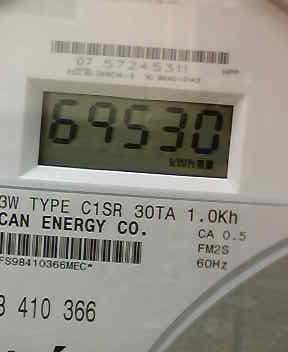 07 57245311
69530
kWh
3W TYPE C1SR 30TA 1.0Kh
CAN ENERGY CO.
CA 0.5
FM2S
60Hz
FS98410366MEC*
8 410 366